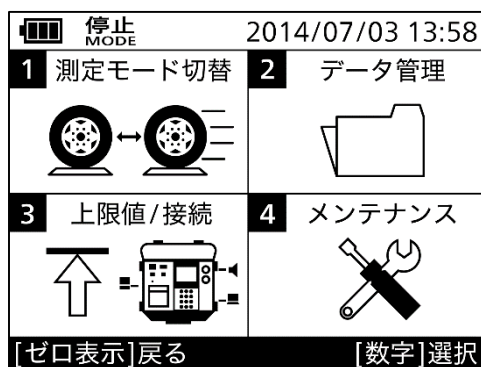 停止 2014/07/03 13:58
MODE
1 測定モード切替 2 データ管理
3 上限値/接続 4 メンテナンス
[ゼロ表示]戻る [数字]選択